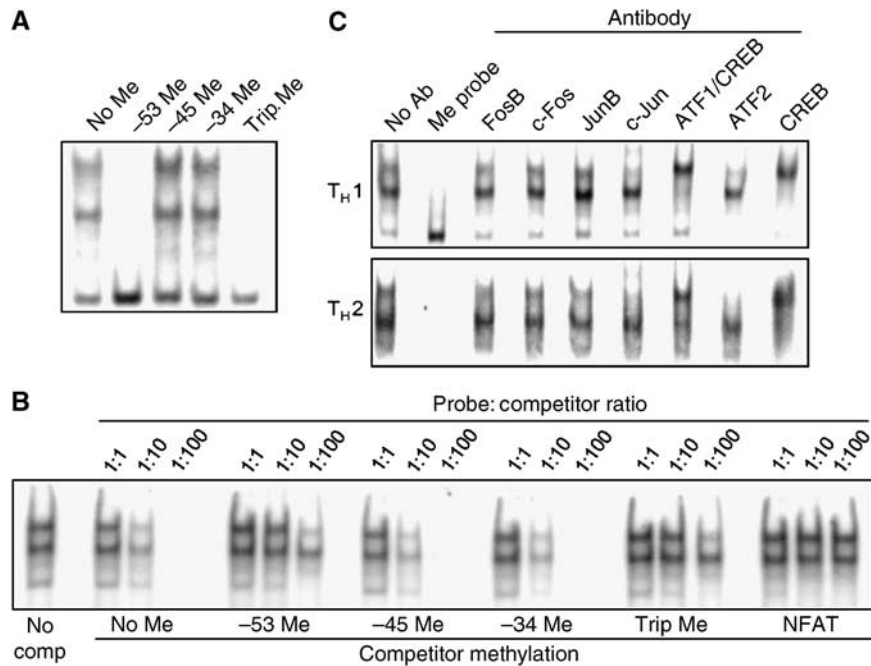 A
No Me
–53 Me
–45 Me
–34 Me
Trip.Me
C
Antibody
No Ab
Me probe
FosB
c-Fos
JunB
c-Jun
ATF1/CREB
ATF2
CREB
TH1
TH2
B
Probe: competitor ratio
1:1 1:10 1:100 1:1 1:10 1:100 1:1 1:10 1:100 1:1 1:10 1:100 1:1 1:10 1:100 1:1 1:10 1:100
No comp
No Me –53 Me –45 Me –34 Me Trip Me NFAT
Competitor methylation